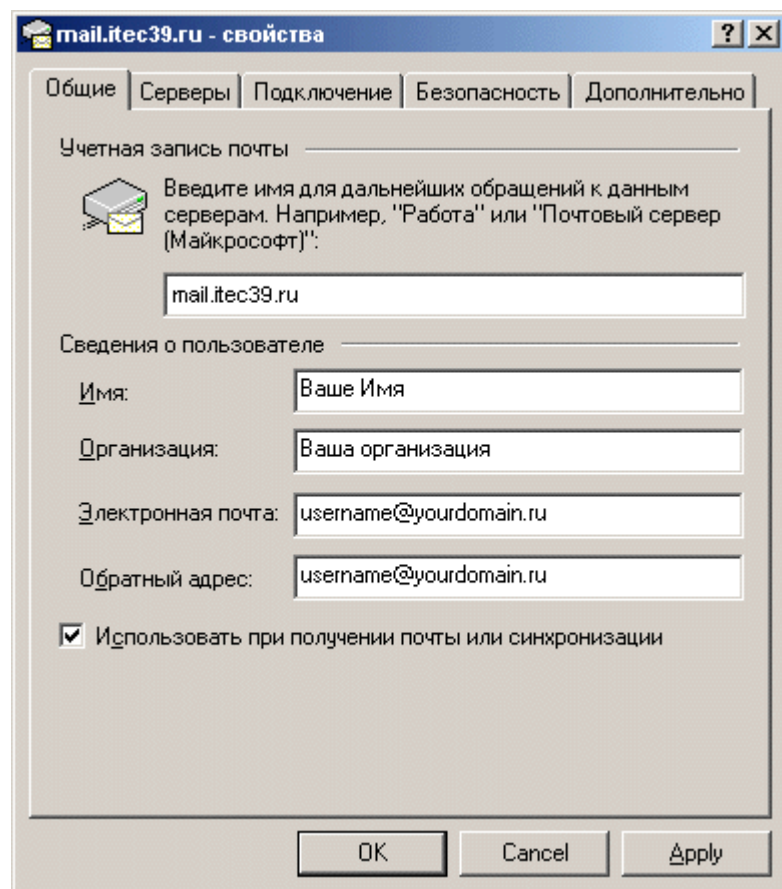 mail.itec39.ru - свойства
Общие Серверы Подключение Безопасность Дополнительно
Учетная запись почты
Введите имя для дальнейших обращений к данным
серверам. Например, "Работа" или "Почтовый сервер
(Майкрософт)":
mail.itec39.ru
Сведения о пользователе
Имя: Ваше Имя
Организация: Ваша организация
Электронная почта: username@yourdomain.ru
Обратный адрес: username@yourdomain.ru
Использовать при получении почты или синхронизации
OK Cancel Apply